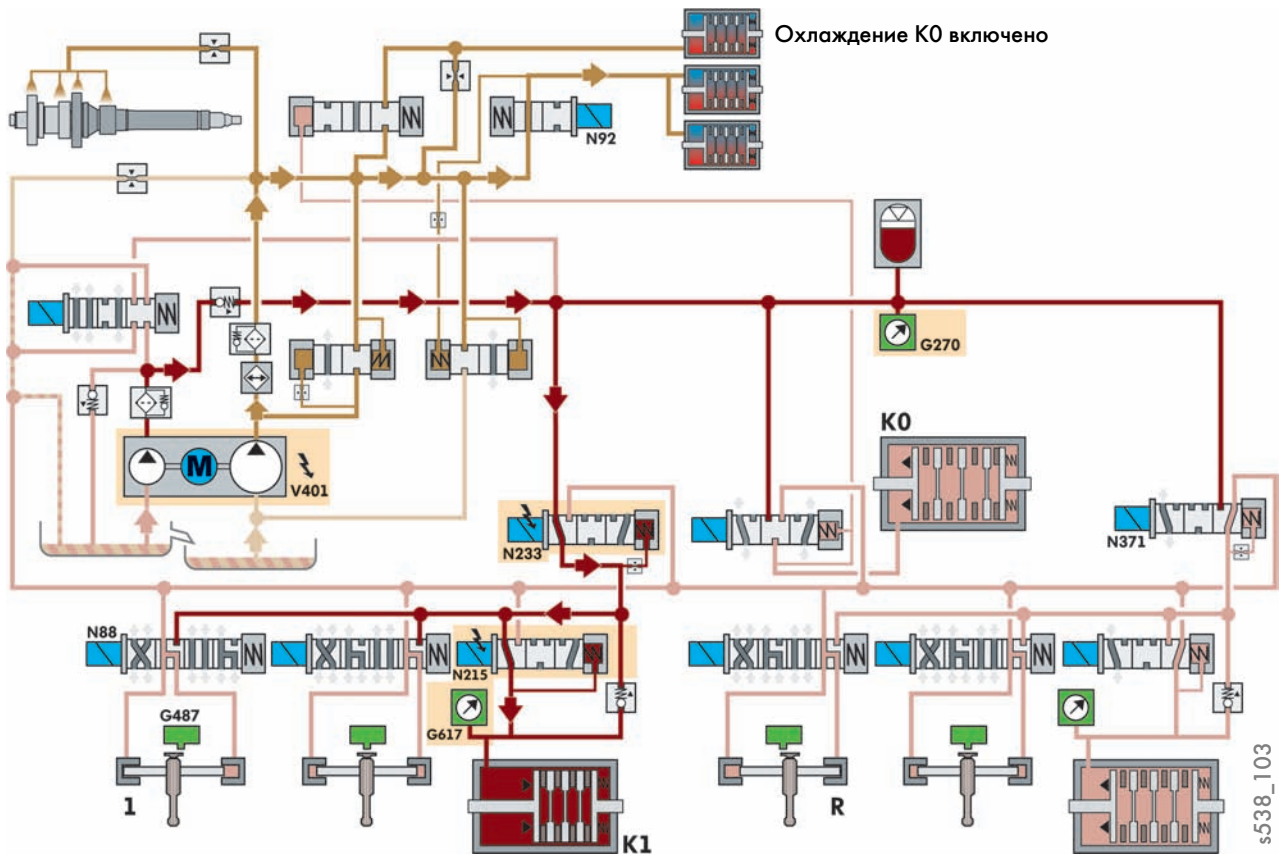 Охлаждение K0 включено
N92
G270
K0
M
V401
N233
N371
N88
N215
G487
G617
1
K1
R
s538_103